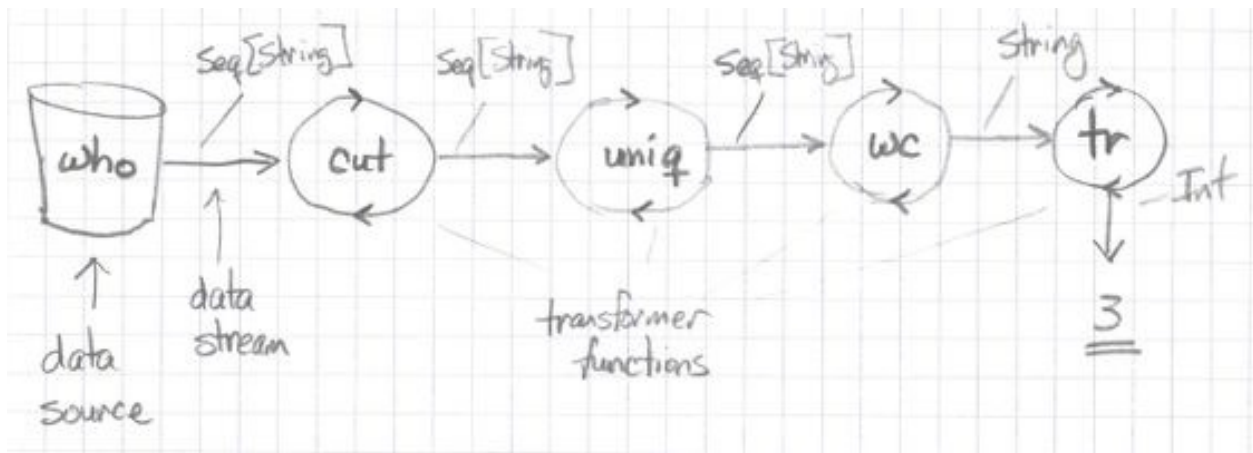 Seq[String]
Seq[String]
Seq[String]
String
who
cut
uniq
wc
tr
Int
data
stream
transformer
functions
3
data
source